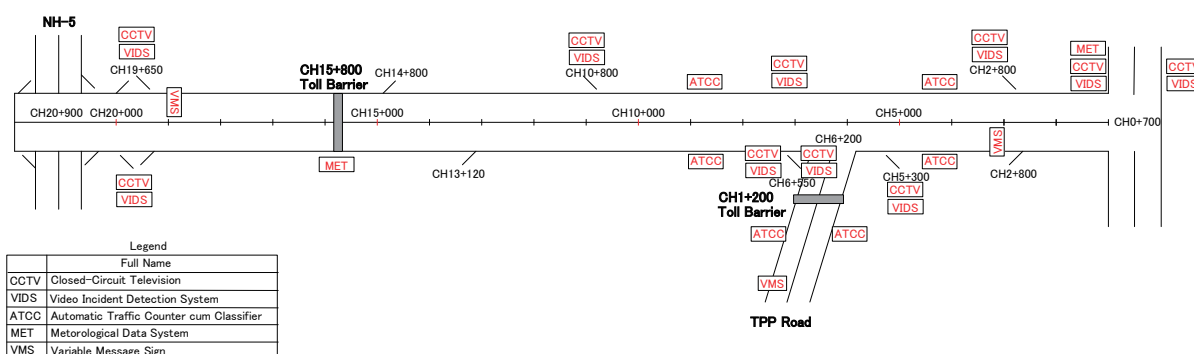 NH-5
CCTV
VIDS
CH19+650
VMS
CH15+800
Toll Barrier
CH14+800
CCTV
VIDS
CH10+800
ATCC
CCTV
VIDS
ATCC
CCTV
VIDS
CH2+800
MET
CCTV
VIDS
CCTV
VIDS
CH20+900
CH20+000
CH15+000
CH10+000
CH5+000
CH0+700
CCTV
VIDS
MET
CH13+120
ATCC
CCTV
VIDS
CH6+550
CH6+200
CCTV
VIDS
CH5+300
CCTV
VIDS
ATCC
VMS
CH2+800
CH1+200
Toll Barrier
ATCC
ATCC
VMS
TPP Road
Legend
Full Name
CCTV Closed-Circuit Television
VIDS Video Incident Detection System
ATCC Automatic Traffic Counter cum Classifier
MET Metorological Data System
VMS Variable Message Sign